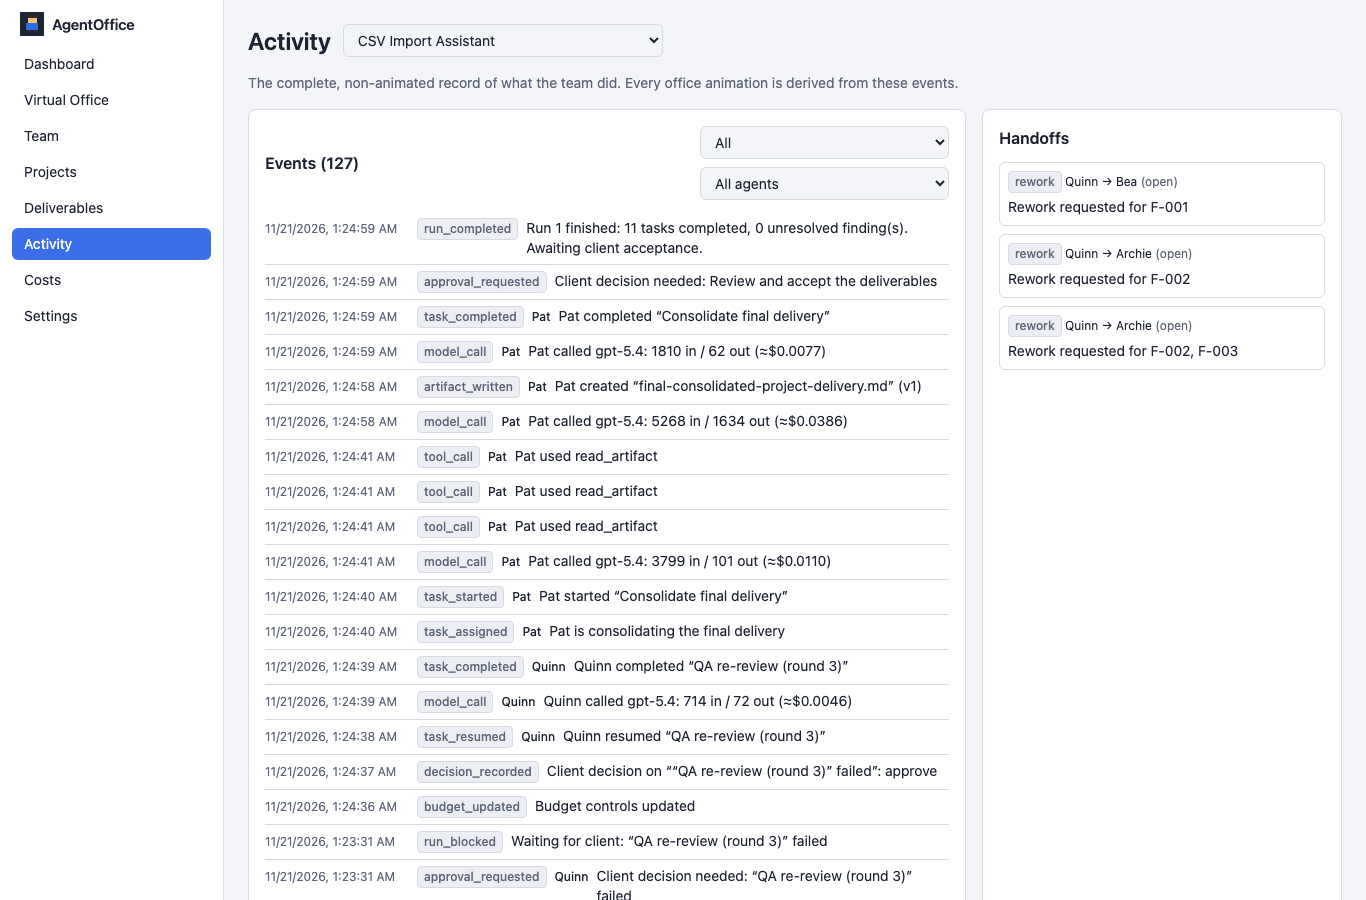 AgentOffice
Dashboard
Virtual Office
Team
Projects
Deliverables
Activity
Costs
Settings
Activity
CSV Import Assistant
The complete, non-animated record of what the team did. Every office animation is derived from these events.
Events (127)
All
All agents
11/21/2026, 1:24:59 AM run_completed Run 1 finished: 11 tasks completed, 0 unresolved finding(s).
Awaiting client acceptance.
11/21/2026, 1:24:59 AM approval_requested Client decision needed: Review and accept the deliverables
11/21/2026, 1:24:59 AM task_completed Pat Pat completed “Consolidate final delivery”
11/21/2026, 1:24:59 AM model_call Pat Pat called gpt-5.4: 1810 in / 62 out (≈$0.0077)
11/21/2026, 1:24:58 AM artifact_written Pat Pat created “final-consolidated-project-delivery.md” (v1)
11/21/2026, 1:24:58 AM model_call Pat Pat called gpt-5.4: 5268 in / 1634 out (≈$0.0386)
11/21/2026, 1:24:41 AM tool_call Pat Pat used read_artifact
11/21/2026, 1:24:41 AM tool_call Pat Pat used read_artifact
11/21/2026, 1:24:41 AM tool_call Pat Pat used read_artifact
11/21/2026, 1:24:41 AM model_call Pat Pat called gpt-5.4: 3799 in / 101 out (≈$0.0110)
11/21/2026, 1:24:40 AM task_started Pat Pat started “Consolidate final delivery”
11/21/2026, 1:24:40 AM task_assigned Pat Pat is consolidating the final delivery
11/21/2026, 1:24:39 AM task_completed Quinn Quinn completed “QA re-review (round 3)”
11/21/2026, 1:24:39 AM model_call Quinn Quinn called gpt-5.4: 714 in / 72 out (≈$0.0046)
11/21/2026, 1:24:38 AM task_resumed Quinn Quinn resumed “QA re-review (round 3)”
11/21/2026, 1:24:37 AM decision_recorded Client decision on ““QA re-review (round 3)” failed”: approve
11/21/2026, 1:24:36 AM budget_updated Budget controls updated
11/21/2026, 1:23:31 AM run_blocked Waiting for client: “QA re-review (round 3)” failed
11/21/2026, 1:23:31 AM approval_requested Quinn Client decision needed: “QA re-review (round 3)”
failed
Handoffs
rework Quinn → Bea (open)
Rework requested for F-001
rework Quinn → Archie (open)
Rework requested for F-002
rework Quinn → Archie (open)
Rework requested for F-002, F-003